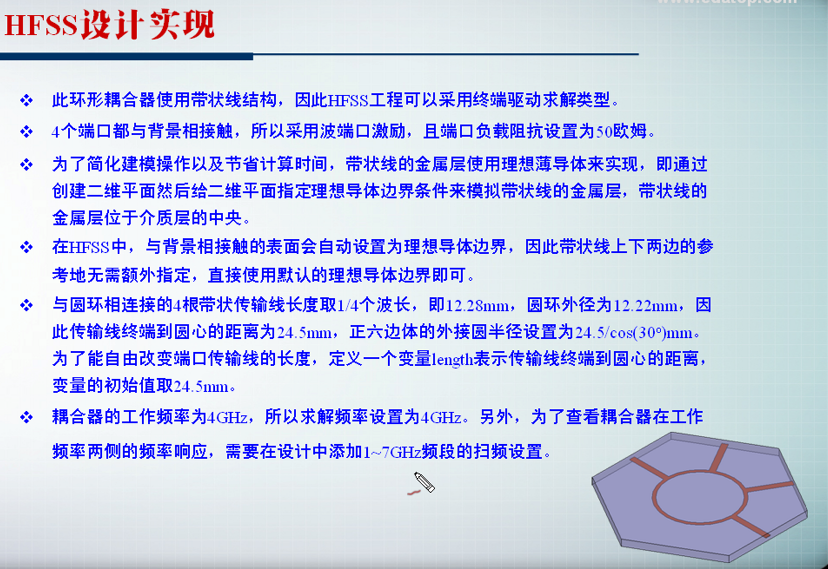 www.edatop.com
HFSS设计实现
此环形耦合器使用带状线结构，因此HFSS工程可以采用终端驱动求解类型。
4个端口都与背景相接触，所以采用波端口激励，且端口负载阻抗设置为50欧姆。
为了简化建模操作以及节省计算时间，带状线的金属层使用理想薄导体来实现，即通过
创建二维平面然后给二维平面指定理想导体边界条件来模拟带状线的金属层，带状线的
金属层位于介质层的中央。
在HFSS中，与背景相接触的表面会自动设置为理想导体边界，因此带状线上下两边的参
考地无需额外指定，直接使用默认的理想导体边界即可。
与圆环相连接的4根带状传输线长度取1/4个波长，即12.28mm，圆环外径为12.22mm，因
此传输线终端到圆心的距离为24.5mm，正六边体的外接圆半径设置为24.5/cos(30°)mm。
为了能自由改变端口传输线的长度，定义一个变量length表示传输线终端到圆心的距离，
变量的初始值取24.5mm。
耦合器的工作频率为4GHz，所以求解频率设置为4GHz。另外，为了查看耦合器在工作
频率两侧的频率响应，需要在设计中添加1~7GHz频段的扫频设置。